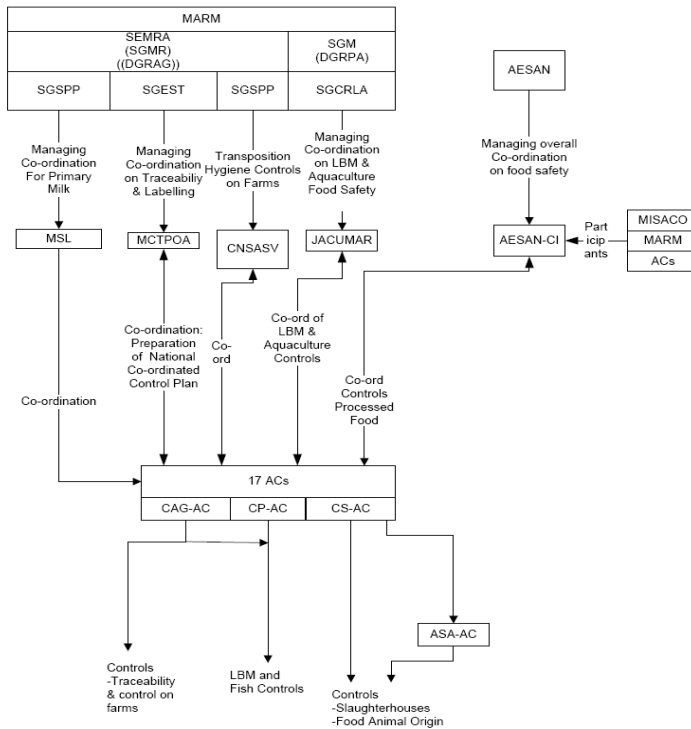 MARM
SEMRA
(SGMR)
((DGRAG))
SGM
(DGRPA)
SGSPP
SGEST
SGSPP
SGCRLA
AESAN
Managing
Co-ordination
For Primary
Milk
Managing
Co-ordination
on Traceabiliy
& Labelling
Transposition
Hygiene Controls
on Farms
Managing
Co-ordination
on LBM &
Aquaculture
Food Safety
Managing overall
Co-ordination
on food safety
MSL
MCTPOA
CNSASV
JACUMAR
AESAN-CI
Part
icip
ants
MISACO
MARM
ACs
Co-ordination
Co-ordination:
Preparation
of National
Co-ordinated
Control Plan
Co-
ord
Co-ord of
LBM &
Aquaculture
Controls
Co-ord
Controls
Processed
Food
17 ACs
CAG-AC
CP-AC
CS-AC
ASA-AC
Controls
-Traceability
& control on
farms
LBM and
Fish Controls
Controls
-Slaughterhouses
-Food Animal Origin